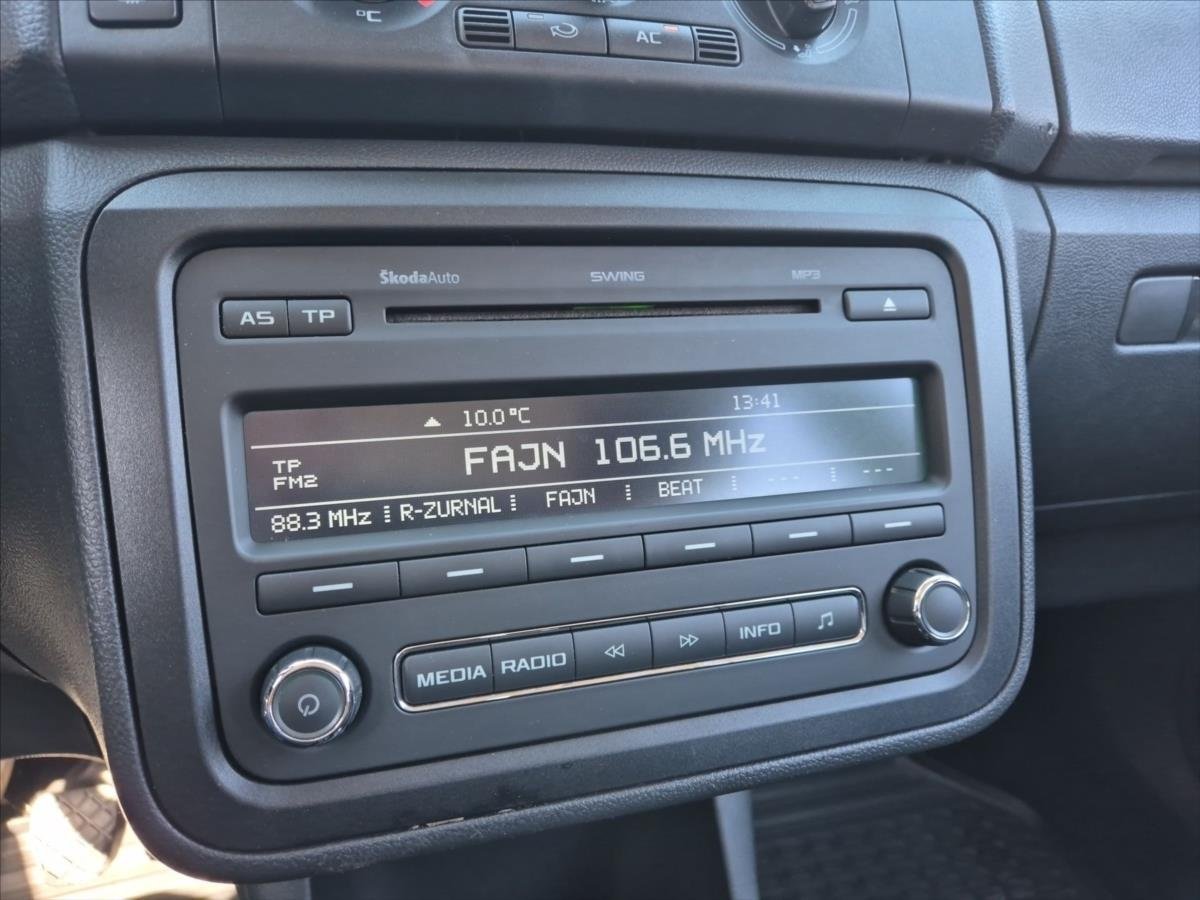 °C
AC
ŠkodaAuto SWING MP3
AS TP
10.0°C 13:41
TP FAJN 106.6 MHz
FM2
88.3 MHz R-ZURNAL FAJN BEAT --- ---
MEDIA RADIO INFO